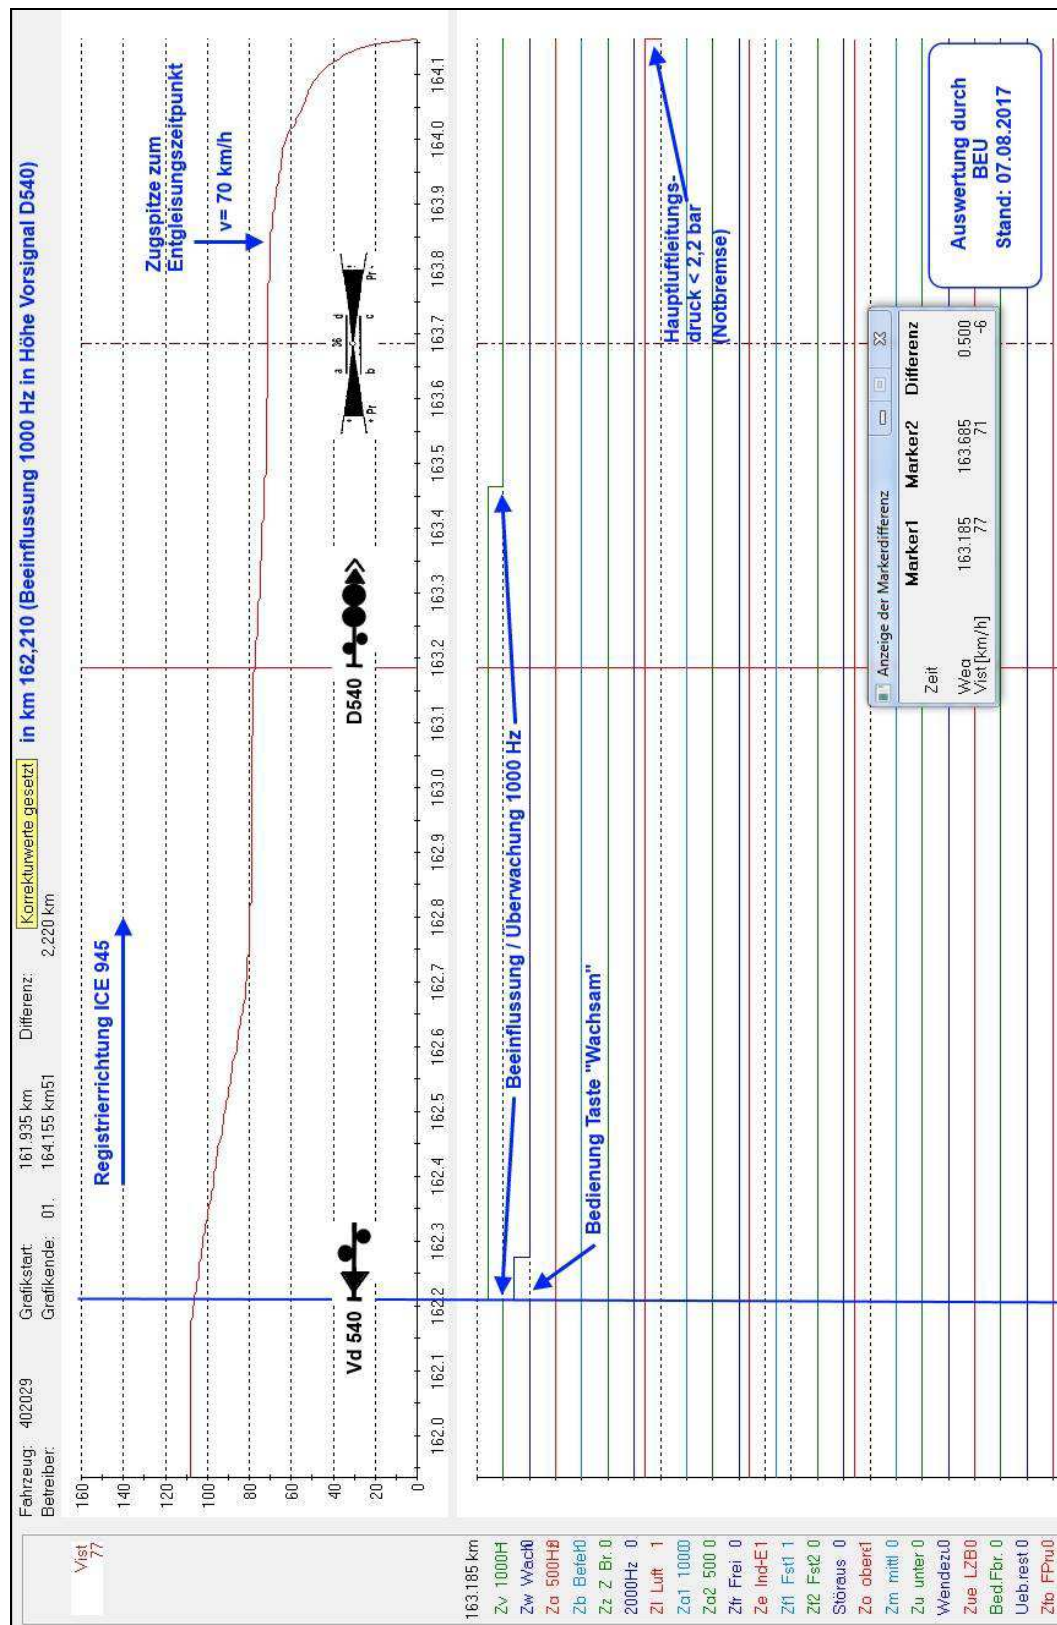 Fahrzeug: 402029 Grafikstart: 161.935 km Differenz: Korrekturwerte gesetzt in km 162,210 (Beeinflussung 1000 Hz in Höhe Vorsignal D540)
Betreiber: Grafikende: 01. 164.155 km51 2,220 km
Vist
77
160
140
120
100
80
60
40
20
0
Registrierrichtung ICE 945
Zugspitze zum
Entgleisungszeitpunkt
v= 70 km/h
Vd 540
D540
a 36 d
b c
Pr
Pr
162.0 162.1 162.2 162.3 162.4 162.5 162.6 162.7 162.8 162.9 163.0 163.1 163.2 163.3 163.4 163.5 163.6 163.7 163.8 163.9 164.0 164.1
163.185 km
Zv 1000H
Zw Wach0
Za 500H
Zb Befehl0
Zz Z Br. 0
2000Hz 0
Zl Luft 1
Za1 1000
Za2 500 0
Zfr Frei 0
Ze Ind-E1
Zf1 Fst1 1
Zf2 Fst2 0
Störaus 0
Zo obere1
Zm mittl 0
Zu unter 0
Wendezu0
Zue LZB0
Bed.Fbr. 0
Ueb.rest 0
Zfp FPru0
Beeinflussung / Überwachung 1000 Hz
Bedienung Taste "Wachsam"
Hauptluftleitungs-
druck < 2,2 bar
(Notbremse)
Anzeige der Markerdifferenz
Marker1 Marker2 Differenz
Zeit
Weg 163.185 163.685 0.500
Vist [km/h] 77 71 -6
Auswertung durch
BEU
Stand: 07.08.2017